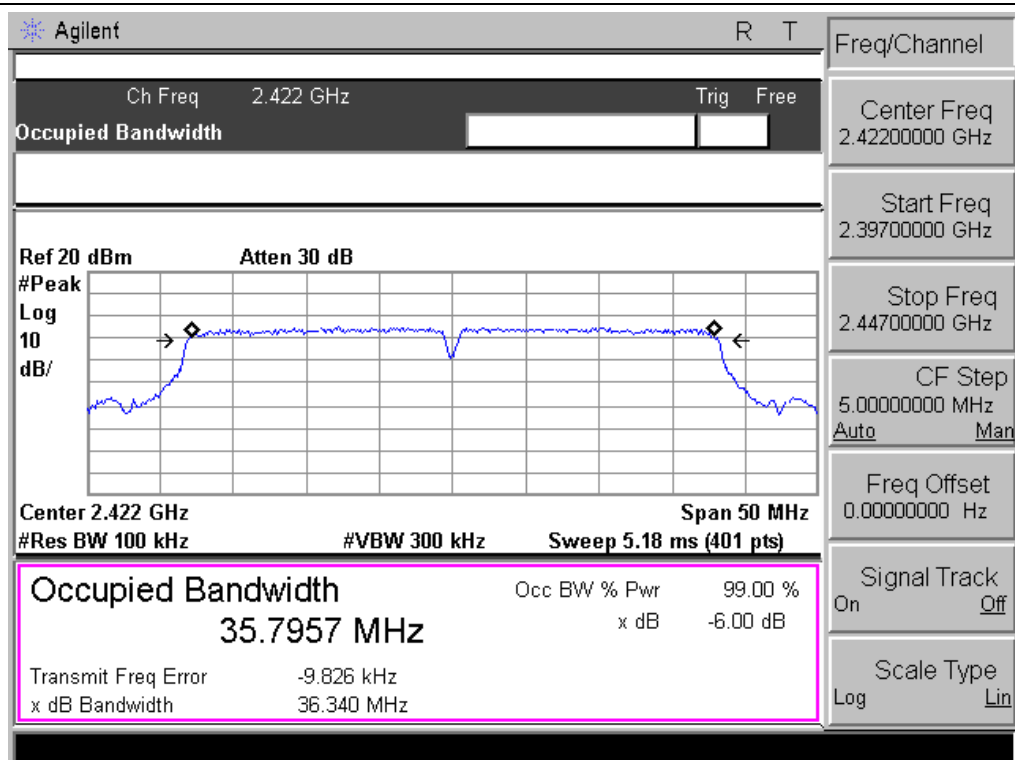 Agilent R T
Ch Freq 2.422 GHz Trig Free
Occupied Bandwidth
Ref 20 dBm Atten 30 dB
#Peak
Log
10
dB/
Center 2.422 GHz Span 50 MHz
#Res BW 100 kHz #VBW 300 kHz Sweep 5.18 ms (401 pts)
Occupied Bandwidth
35.7957 MHz
Occ BW % Pwr 99.00 %
x dB -6.00 dB
Transmit Freq Error -9.826 kHz
x dB Bandwidth 36.340 MHz
Freq/Channel
Center Freq
2.42200000 GHz
Start Freq
2.39700000 GHz
Stop Freq
2.44700000 GHz
CF Step
5.00000000 MHz
Auto Man
Freq Offset
0.00000000 Hz
Signal Track
On Off
Scale Type
Log Lin